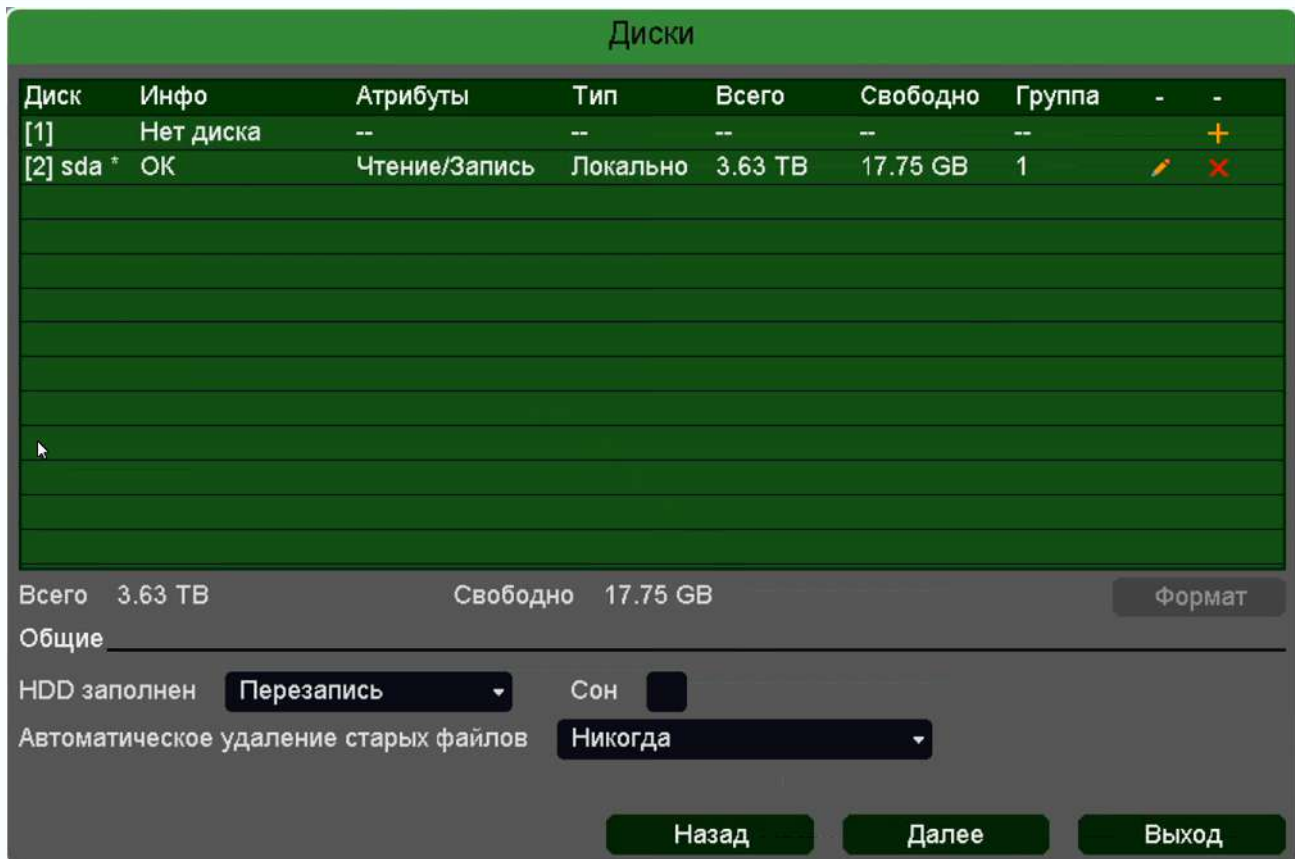 Диски
Диск Инфо Атрибуты Тип Всего Свободно Группа - -
[1] Нет диска -- -- -- -- --
[2] sda * OK Чтение/Запись Локально 3.63 TB 17.75 GB 1
Всего 3.63 TB Свободно 17.75 GB Формат
Общие
HDD заполнен Перезапись Сон
Автоматическое удаление старых файлов Никогда
Назад Далее Выход